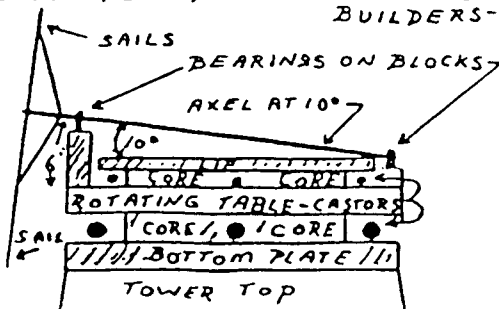 BUILDERS-
SAILS
BEARINGS ON BLOCKS
AXEL AT 10°
10°
6"
CORE CORE
ROTATING TABLE-CASTORS
CORE CORE
SAIL
BOTTOM PLATE
TOWER TOP